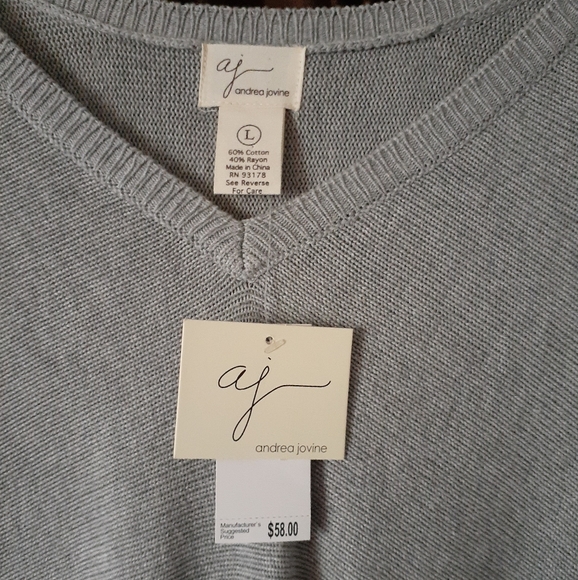 aj
andrea jovine
L
60% Cotton
40% Rayon
Made in China
RN 93178
See Reverse
For Care
aj
andrea jovine
Manufacturer's
Suggested
Price
$58.00